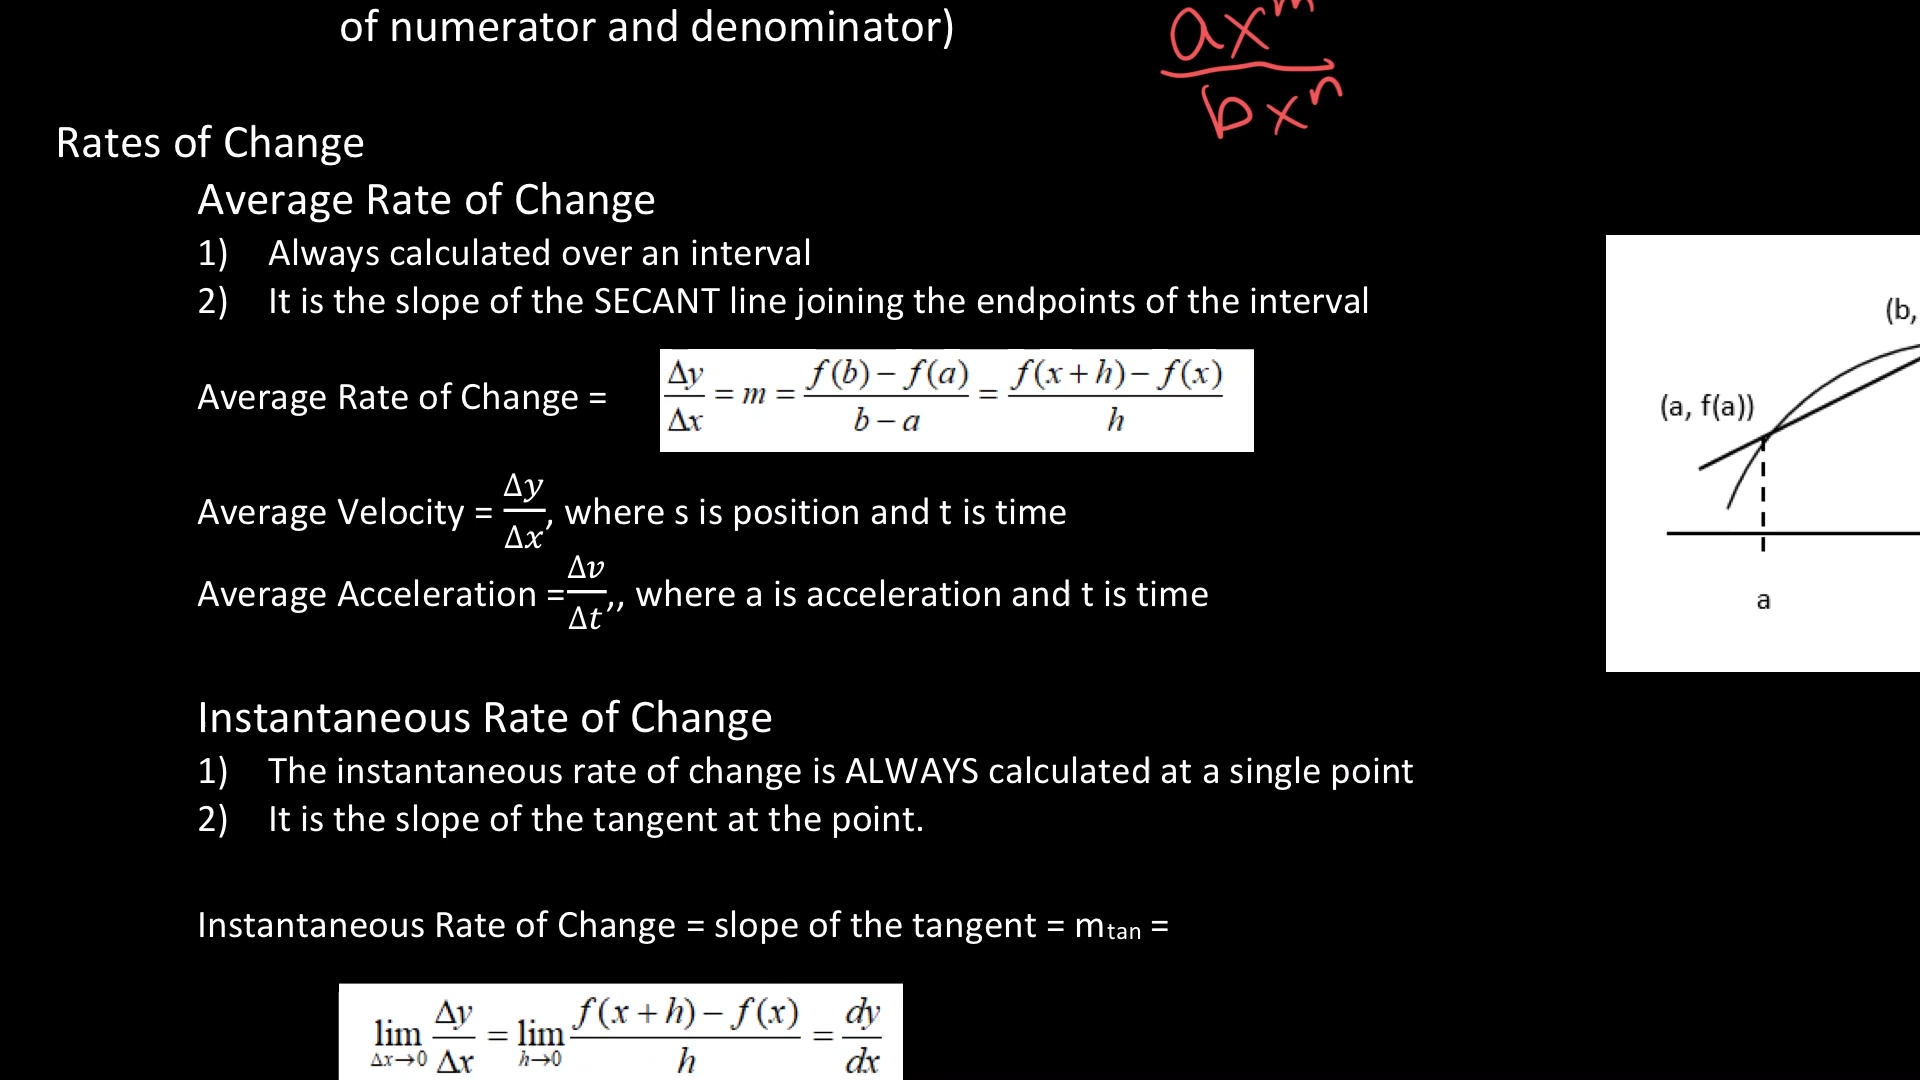 of numerator and denominator)
ax^m
bx^n
Rates of Change
Average Rate of Change
1) Always calculated over an interval
2) It is the slope of the SECANT line joining the endpoints of the interval
(b,
Average Rate of Change = Δy/Δx = m = (f(b) − f(a))/(b − a) = (f(x + h) − f(x))/h
(a, f(a))
Average Velocity = Δy/Δx, where s is position and t is time
Average Acceleration = Δv/Δt,,, where a is acceleration and t is time
a
Instantaneous Rate of Change
1) The instantaneous rate of change is ALWAYS calculated at a single point
2) It is the slope of the tangent at the point.
Instantaneous Rate of Change = slope of the tangent = m_tan =
lim Δx→0 Δy/Δx = lim h→0 (f(x + h) − f(x))/h = dy/dx